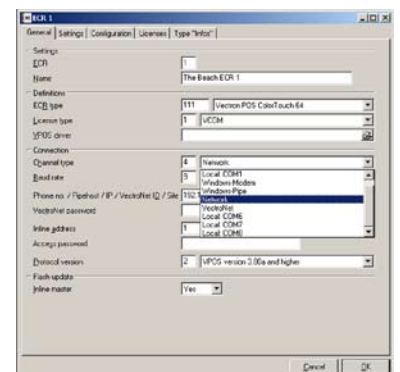 ECR 1
General Settings Configuration Licenses Type "Infos"
Settings
ECR 1
Name The Beach ECR 1
Definitions
ECR type 111 Vectron POS ColorTouch 64
License type 1 VCOM
VPOS driver
Connection
Channel type 4 Network
Local: COM1
Baud rate 9 Windows-Modem
Windows-Pipe
Phone no. / Pipehost / IP / VectroNet ID / Site 192.1 Network
VectroNet
VectroNet password Local: COM6
Local: COM7
Inline address 1 Local: COM8
Access password
Protocol version 2 VPOS version 3.00a and higher
Flash-update
Inline master Yes
Cancel OK